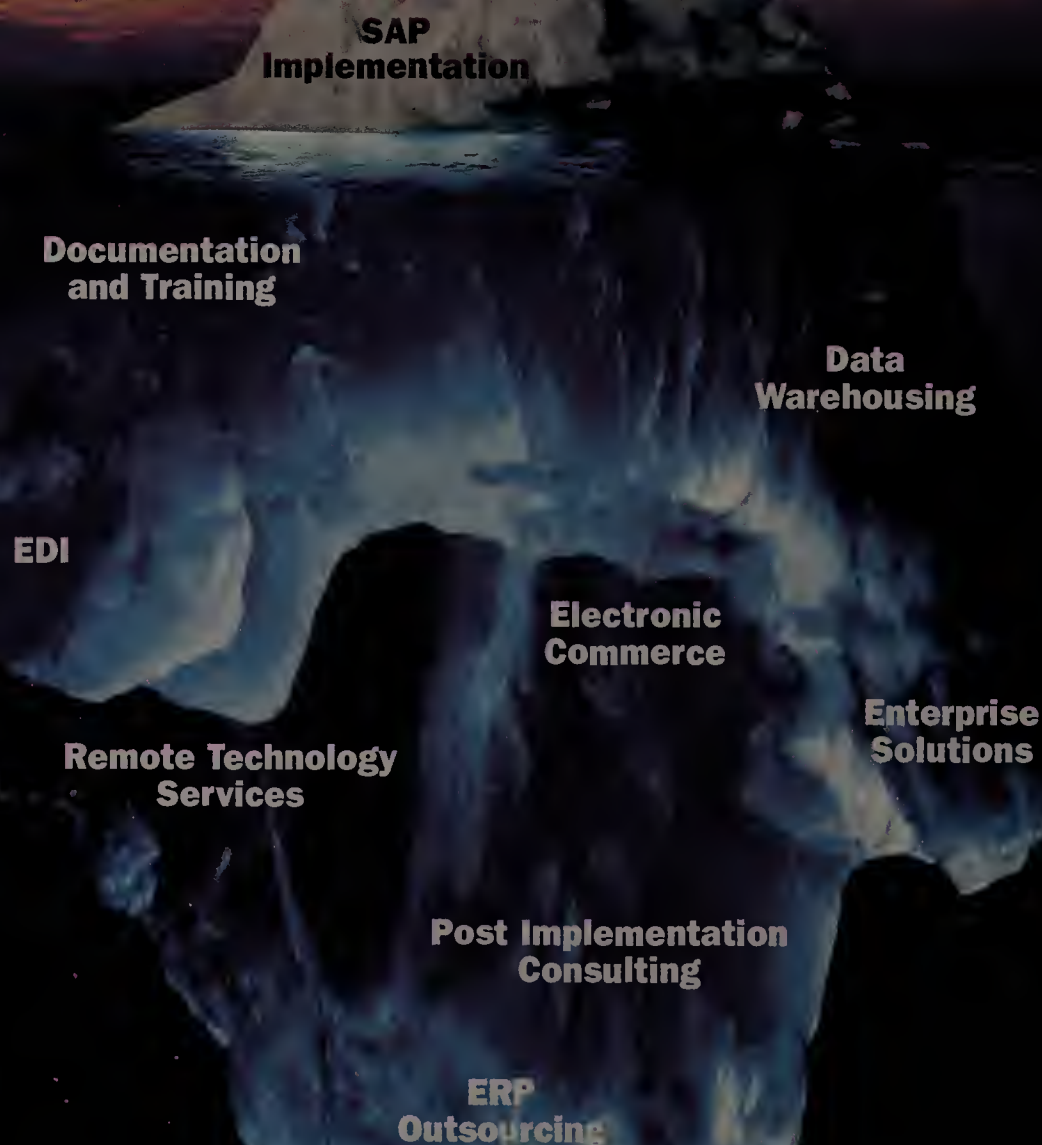 SAP
Implementation
Documentation
and Training
Data
Warehousing
EDI
Electronic
Commerce
Enterprise
Solutions
Remote Technology
Services
Post Implementation
Consulting
ERP
Outsourcing